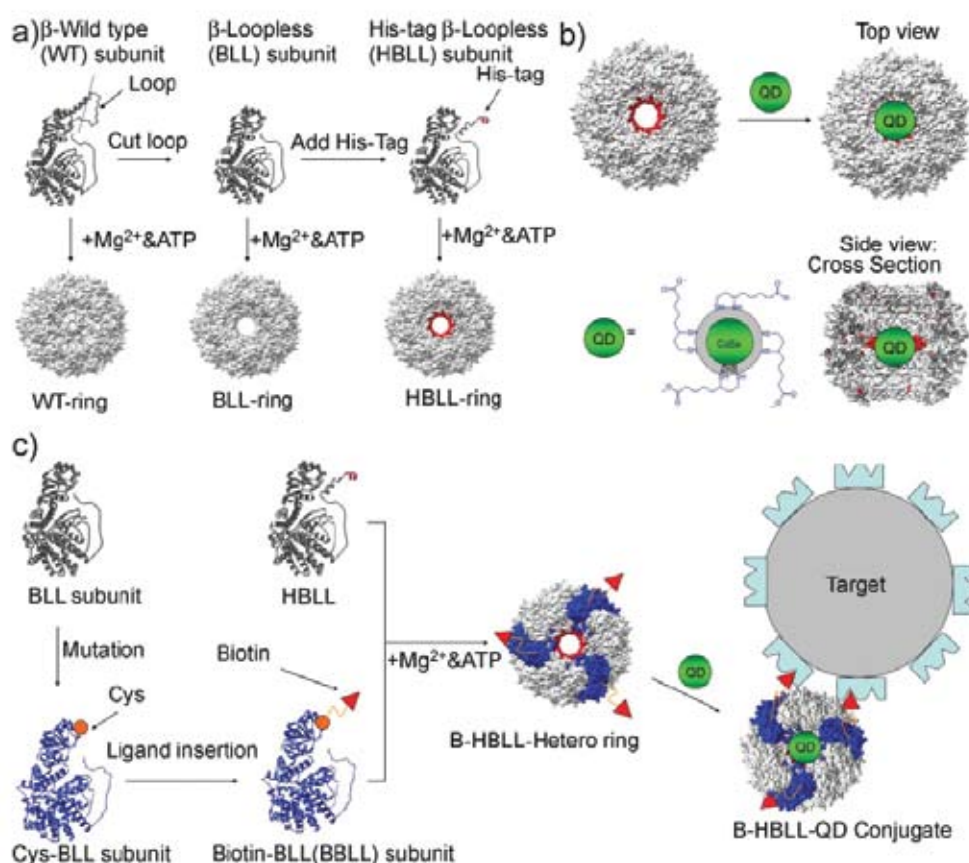 a)
β-Wild type
(WT) subunit
β-Loopless
(BLL) subunit
His-tag β-Loopless
(HBLL) subunit
Loop
His-tag
Cut loop
Add His-Tag
+Mg²⁺&ATP
+Mg²⁺&ATP
+Mg²⁺&ATP
WT-ring
BLL-ring
HBLL-ring
b)
Top view
QD
QD
Side view:
Cross Section
QD
=
CdSe
QD
c)
BLL subunit
HBLL
Mutation
Cys
Biotin
Ligand insertion
Cys-BLL subunit
Biotin-BLL(BBLL) subunit
+Mg²⁺&ATP
B-HBLL-Hetero ring
QD
Target
QD
B-HBLL-QD Conjugate